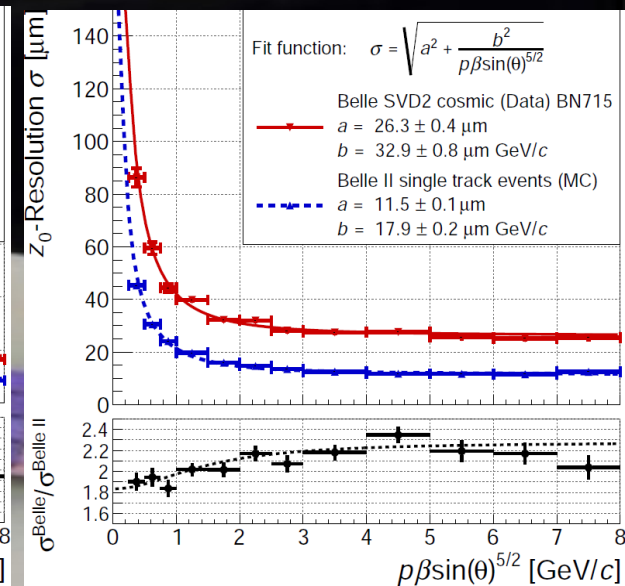 z₀-Resolution σ [μm]
140
120
100
80
60
40
20
0
Fit function: σ = √(a² + b²/(pβsin(θ)^5/2))
Belle SVD2 cosmic (Data) BN715
a = 26.3 ± 0.4 μm
b = 32.9 ± 0.8 μm GeV/c
Belle II single track events (MC)
a = 11.5 ± 0.1 μm
b = 17.9 ± 0.2 μm GeV/c
σ^Belle/σ^Belle II
2.4
2.2
2
1.8
1.6
8 0 1 2 3 4 5 6 7 8
] pβsin(θ)^5/2 [GeV/c]